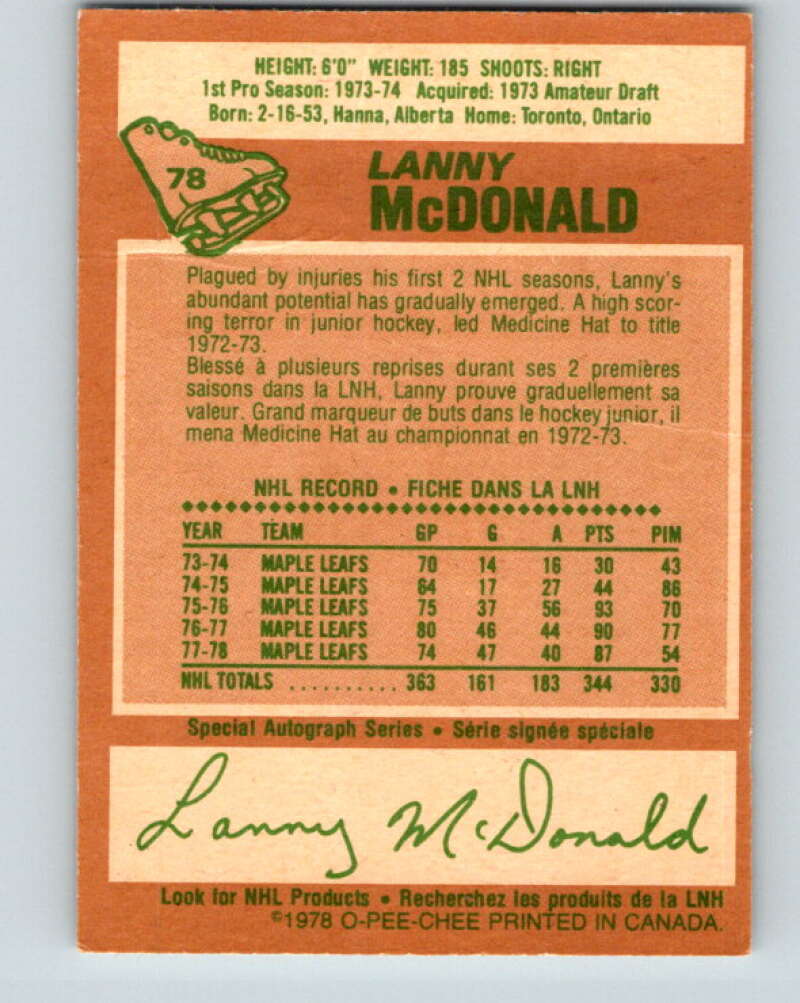 HEIGHT: 6'0" WEIGHT: 185 SHOOTS: RIGHT
1st Pro Season: 1973-74 Acquired: 1973 Amateur Draft
Born: 2-16-53, Hanna, Alberta Home: Toronto, Ontario
78
LANNY
McDONALD
Plagued by injuries his first 2 NHL seasons, Lanny's
abundant potential has gradually emerged. A high scor-
ing terror in junior hockey, led Medicine Hat to title
1972-73.
Blessé à plusieurs reprises durant ses 2 premières
saisons dans la LNH, Lanny prouve graduellement sa
valeur. Grand marqueur de buts dans le hockey junior, il
mena Medicine Hat au championnat en 1972-73.
NHL RECORD • FICHE DANS LA LNH
YEAR TEAM GP G A PTS PIM
73-74 MAPLE LEAFS 70 14 16 30 43
74-75 MAPLE LEAFS 64 17 27 44 86
75-76 MAPLE LEAFS 75 37 56 93 70
76-77 MAPLE LEAFS 80 46 44 90 77
77-78 MAPLE LEAFS 74 47 40 87 54
NHL TOTALS .......... 363 161 183 344 330
Special Autograph Series • Série signée spéciale
Lanny McDonald
Look for NHL Products • Recherchez les produits de la LNH
©1978 O-PEE-CHEE PRINTED IN CANADA.